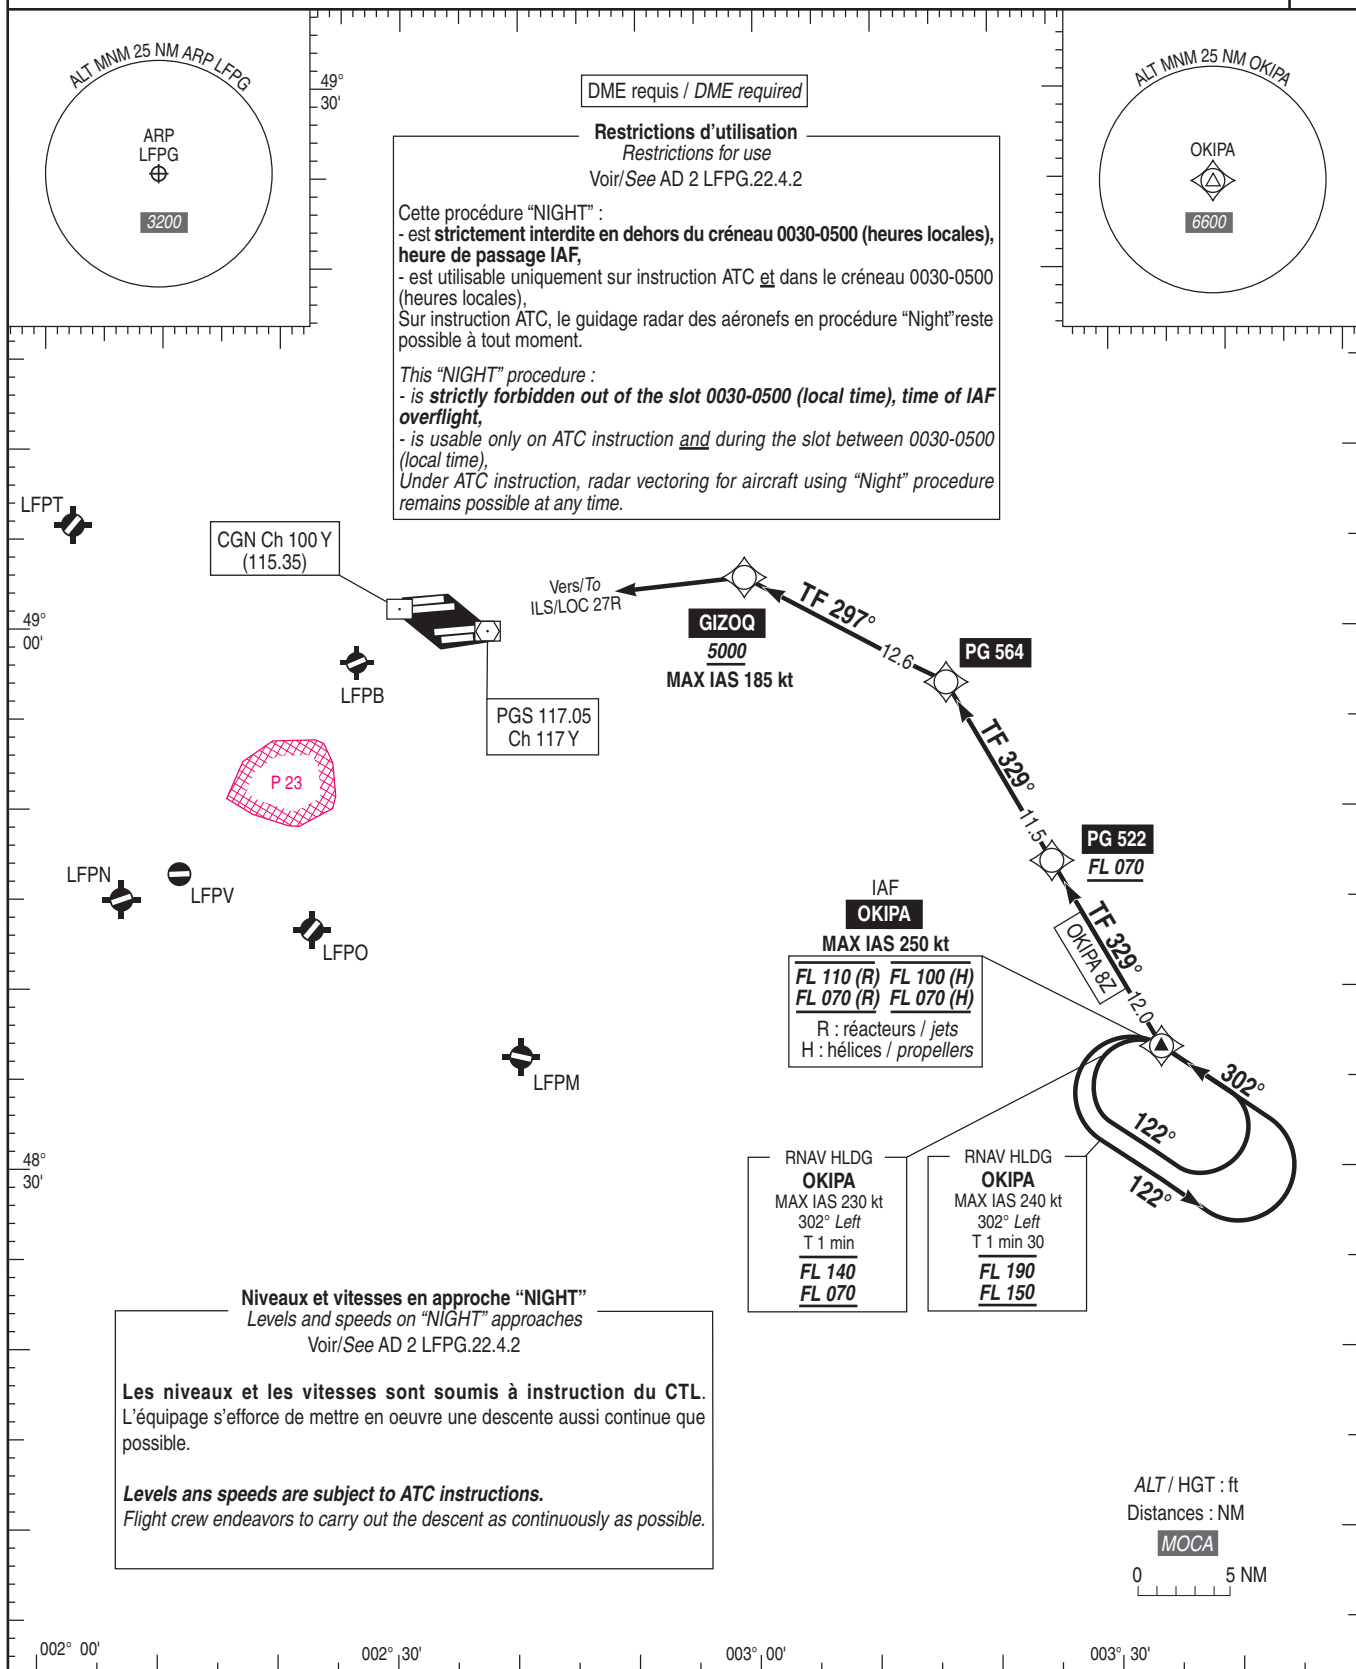 ALT MNM 25 NM ARP LFPG
ARP
LFPG
3200
49°
30'
DME requis / DME required
ALT MNM 25 NM OKIPA
OKIPA
6600
Restrictions d'utilisation
Restrictions for use
Voir/See AD 2 LFPG.22.4.2
Cette procédure “NIGHT” :
- est strictement interdite en dehors du créneau 0030-0500 (heures locales),
heure de passage IAF,
- est utilisable uniquement sur instruction ATC et dans le créneau 0030-0500
(heures locales),
Sur instruction ATC, le guidage radar des aéronefs en procédure “Night”reste
possible à tout moment.
This “NIGHT” procedure :
- is strictly forbidden out of the slot 0030-0500 (local time), time of IAF
overflight,
- is usable only on ATC instruction and during the slot between 0030-0500
(local time),
Under ATC instruction, radar vectoring for aircraft using “Night” procedure
remains possible at any time.
LFPT
CGN Ch 100 Y
(115.35)
Vers/To
ILS/LOC 27R
49°
00'
GIZOQ
5000
MAX IAS 185 kt
TF 297°
12.6
PG 564
LFPB
PGS 117.05
Ch 117 Y
TF 329°
11.5
P 23
PG 522
FL 070
LFPN
LFPV
LFPO
IAF
OKIPA
MAX IAS 250 kt
FL 110 (R) FL 100 (H)
FL 070 (R) FL 070 (H)
R : réacteurs / jets
H : hélices / propellers
TF 329°
OKIPA 8Z
12.0
LFPM
302°
122°
122°
48°
30'
RNAV HLDG
OKIPA
MAX IAS 230 kt
302° Left
T 1 min
FL 140
FL 070
RNAV HLDG
OKIPA
MAX IAS 240 kt
302° Left
T 1 min 30
FL 190
FL 150
Niveaux et vitesses en approche “NIGHT”
Levels and speeds on “NIGHT” approaches
Voir/See AD 2 LFPG.22.4.2
Les niveaux et les vitesses sont soumis à instruction du CTL.
L'équipage s'efforce de mettre en oeuvre une descente aussi continue que
possible.
Levels ans speeds are subject to ATC instructions.
Flight crew endeavors to carry out the descent as continuously as possible.
ALT / HGT : ft
Distances : NM
MOCA
0 5 NM
002° 00'
002° 30'
003° 00'
003° 30'